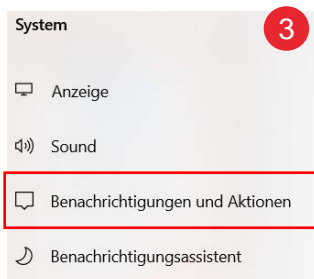 System
3
Anzeige
Sound
Benachrichtigungen und Aktionen
Benachrichtigungsassistent